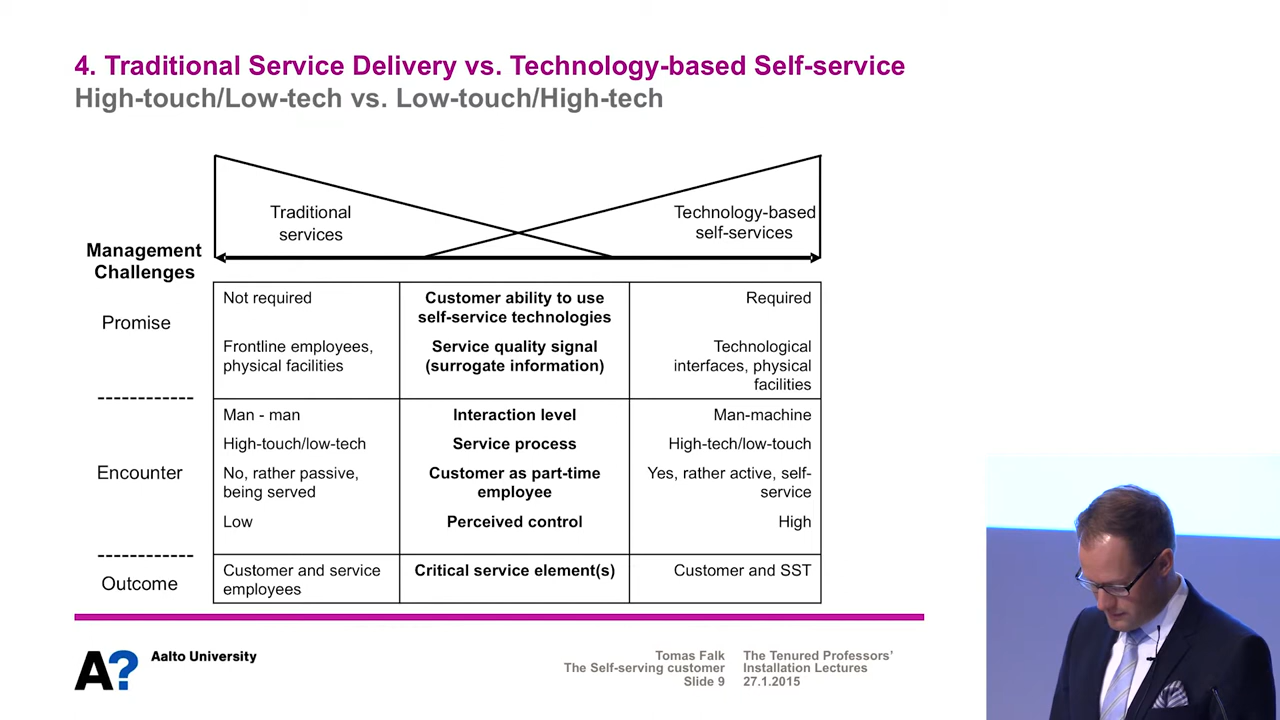 4. Traditional Service Delivery vs. Technology-based Self-service
High-touch/Low-tech vs. Low-touch/High-tech
Traditional
services
Technology-based
self-services
Management
Challenges
Promise
Not required
Customer ability to use
self-service technologies
Required
Frontline employees,
physical facilities
Service quality signal
(surrogate information)
Technological
interfaces, physical
facilities
------------
Encounter
Man - man
Interaction level
Man-machine
High-touch/low-tech
Service process
High-tech/low-touch
No, rather passive,
being served
Customer as part-time
employee
Yes, rather active, self-
service
Low
Perceived control
High
------------
Outcome
Customer and service
employees
Critical service element(s)
Customer and SST
A?
Aalto University
Tomas Falk
The Self-serving customer
Slide 9
The Tenured Professors’
Installation Lectures
27.1.2015